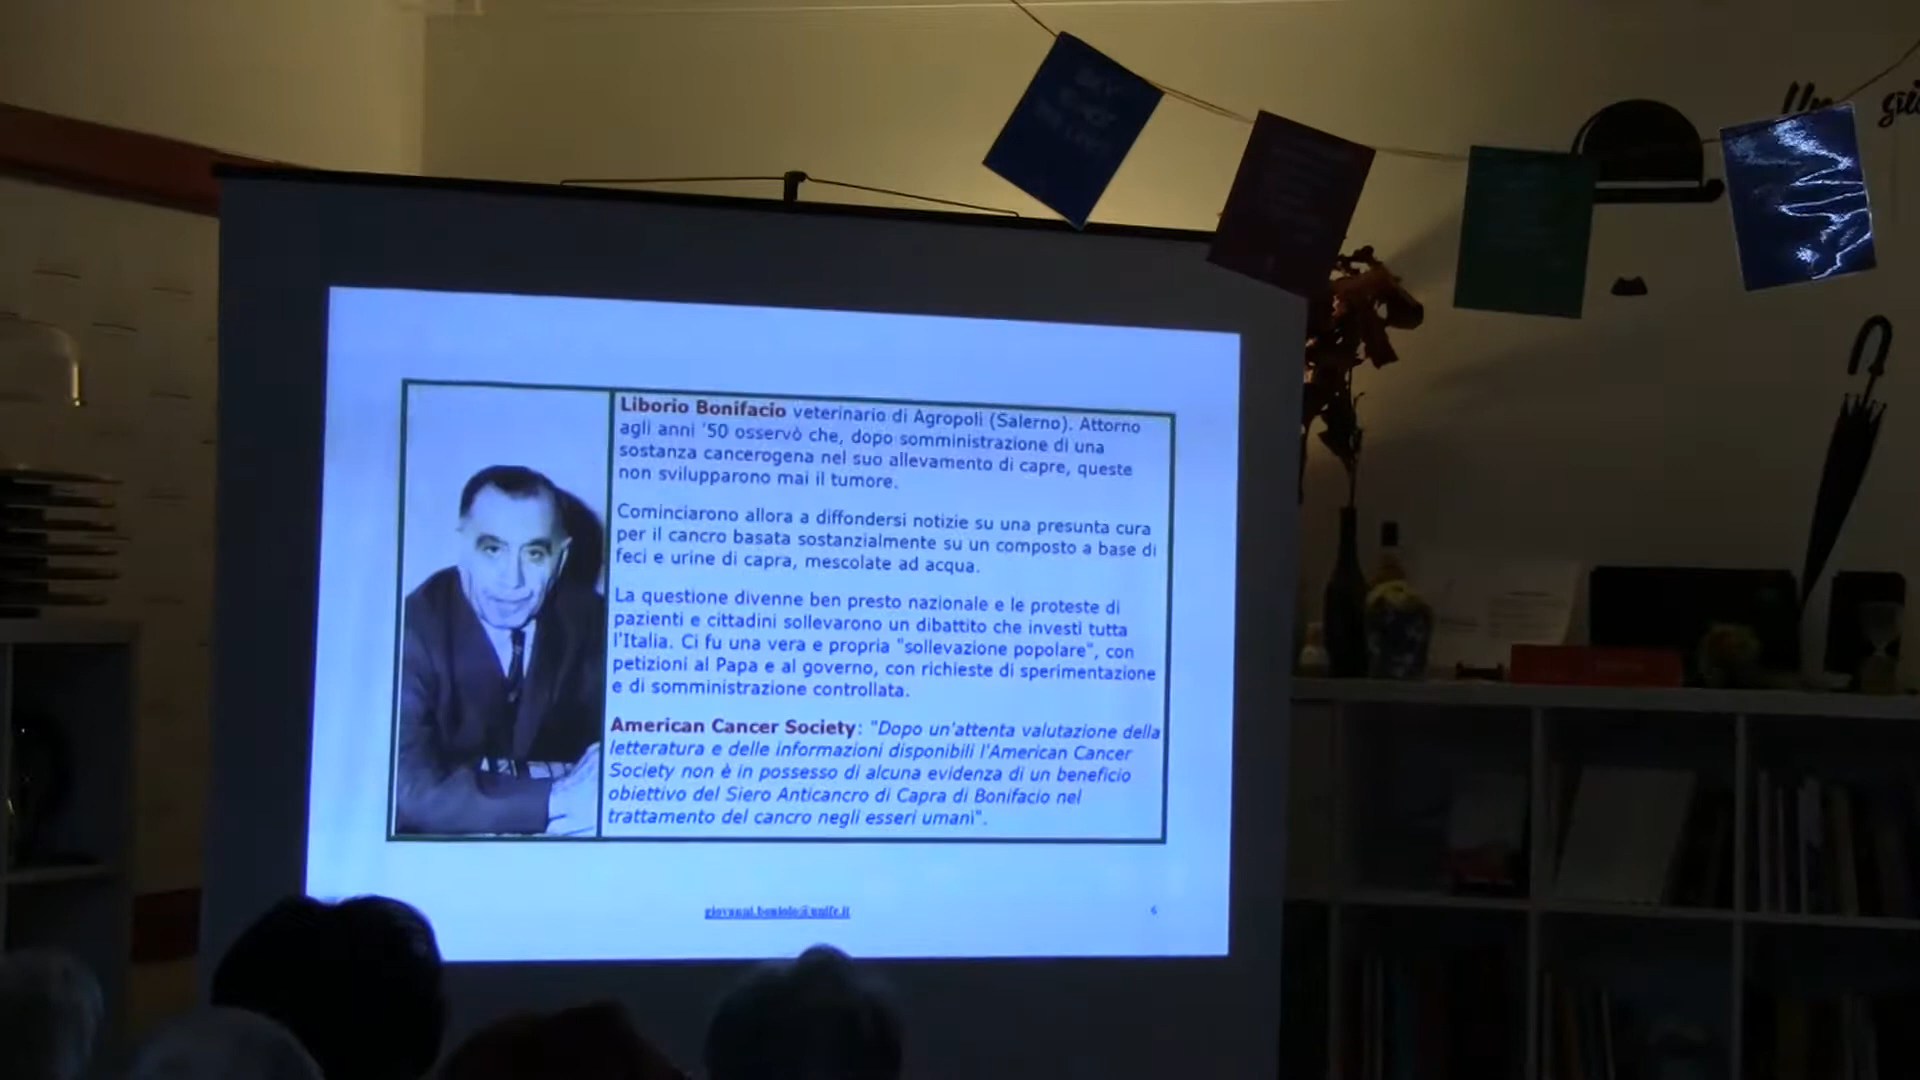 Un
Liborio Bonifacio veterinario di Agropoli (Salerno). Attorno
agli anni '50 osservò che, dopo somministrazione di una
sostanza cancerogena nel suo allevamento di capre, queste
non svilupparono mai il tumore.
Cominciarono allora a diffondersi notizie su una presunta cura
per il cancro basata sostanzialmente su un composto a base di
feci e urine di capra, mescolate ad acqua.
La questione divenne ben presto nazionale e le proteste di
pazienti e cittadini sollevarono un dibattito che investì tutta
l'Italia. Ci fu una vera e propria "sollevazione popolare", con
petizioni al Papa e al governo, con richieste di sperimentazione
e di somministrazione controllata.
American Cancer Society: "Dopo un'attenta valutazione della
letteratura e delle informazioni disponibili l'American Cancer
Society non è in possesso di alcuna evidenza di un beneficio
obiettivo del Siero Anticancro di Capra di Bonifacio nel
trattamento del cancro negli esseri umani".
giovanni.boniolo@unife.it
6